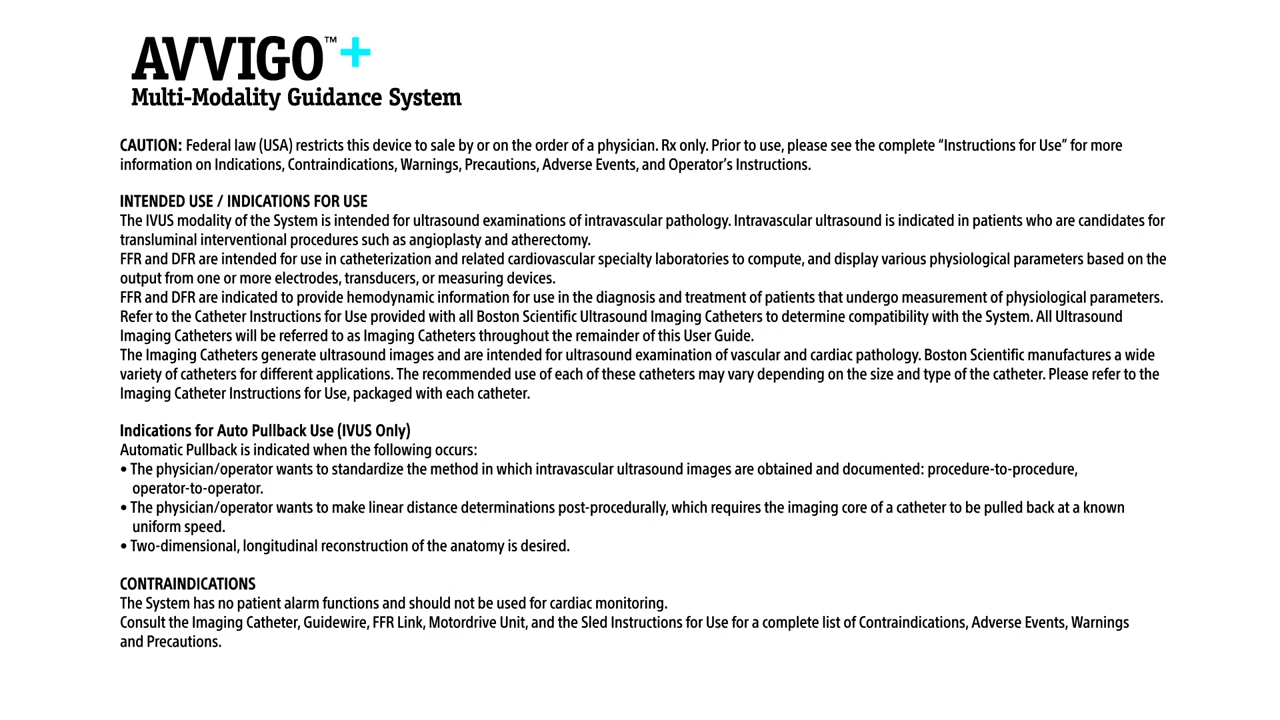 AVVIGO™+
Multi-Modality Guidance System
CAUTION: Federal law (USA) restricts this device to sale by or on the order of a physician. Rx only. Prior to use, please see the complete “Instructions for Use” for more
information on Indications, Contraindications, Warnings, Precautions, Adverse Events, and Operator’s Instructions.
INTENDED USE / INDICATIONS FOR USE
The IVUS modality of the System is intended for ultrasound examinations of intravascular pathology. Intravascular ultrasound is indicated in patients who are candidates for
transluminal interventional procedures such as angioplasty and atherectomy.
FFR and DFR are intended for use in catheterization and related cardiovascular specialty laboratories to compute, and display various physiological parameters based on the
output from one or more electrodes, transducers, or measuring devices.
FFR and DFR are indicated to provide hemodynamic information for use in the diagnosis and treatment of patients that undergo measurement of physiological parameters.
Refer to the Catheter Instructions for Use provided with all Boston Scientific Ultrasound Imaging Catheters to determine compatibility with the System. All Ultrasound
Imaging Catheters will be referred to as Imaging Catheters throughout the remainder of this User Guide.
The Imaging Catheters generate ultrasound images and are intended for ultrasound examination of vascular and cardiac pathology. Boston Scientific manufactures a wide
variety of catheters for different applications. The recommended use of each of these catheters may vary depending on the size and type of the catheter. Please refer to the
Imaging Catheter Instructions for Use, packaged with each catheter.
Indications for Auto Pullback Use (IVUS Only)
Automatic Pullback is indicated when the following occurs:
• The physician/operator wants to standardize the method in which intravascular ultrasound images are obtained and documented: procedure-to-procedure,
operator-to-operator.
• The physician/operator wants to make linear distance determinations post-procedurally, which requires the imaging core of a catheter to be pulled back at a known
uniform speed.
• Two-dimensional, longitudinal reconstruction of the anatomy is desired.
CONTRAINDICATIONS
The System has no patient alarm functions and should not be used for cardiac monitoring.
Consult the Imaging Catheter, Guidewire, FFR Link, Motordrive Unit, and the Sled Instructions for Use for a complete list of Contraindications, Adverse Events, Warnings
and Precautions.